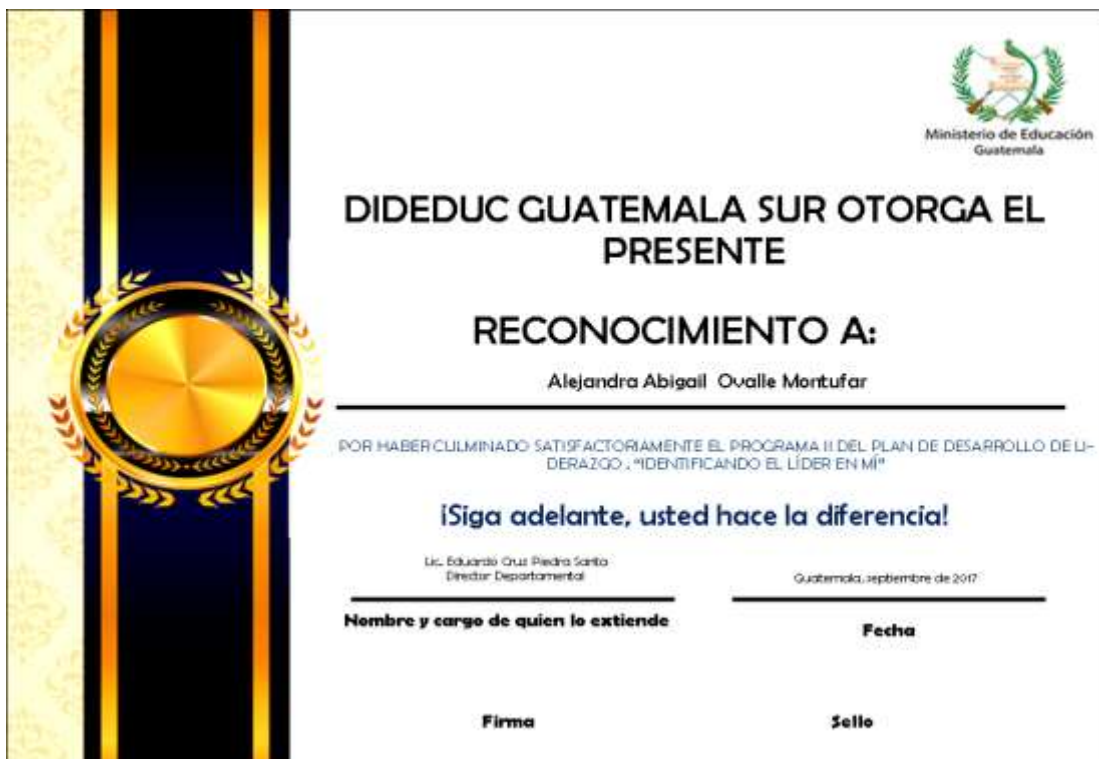 Ministerio de Educación
Guatemala
DIDEDUC GUATEMALA SUR OTORGA EL
PRESENTE
RECONOCIMIENTO A:
Alejandra Abigail Ovalle Montufar
POR HABER CULMINADO SATISFACTORIAMENTE EL PROGRAMA II DEL PLAN DE DESARROLLO DE LI-
DERAZGO , "IDENTIFICANDO EL LÍDER EN MÍ"
¡Siga adelante, usted hace la diferencia!
Lic. Eduardo Cruz Piedra Santa
Director Departamental
Guatemala, septiembre de 2017
Nombre y cargo de quien lo extiende
Fecha
Firma
Sello